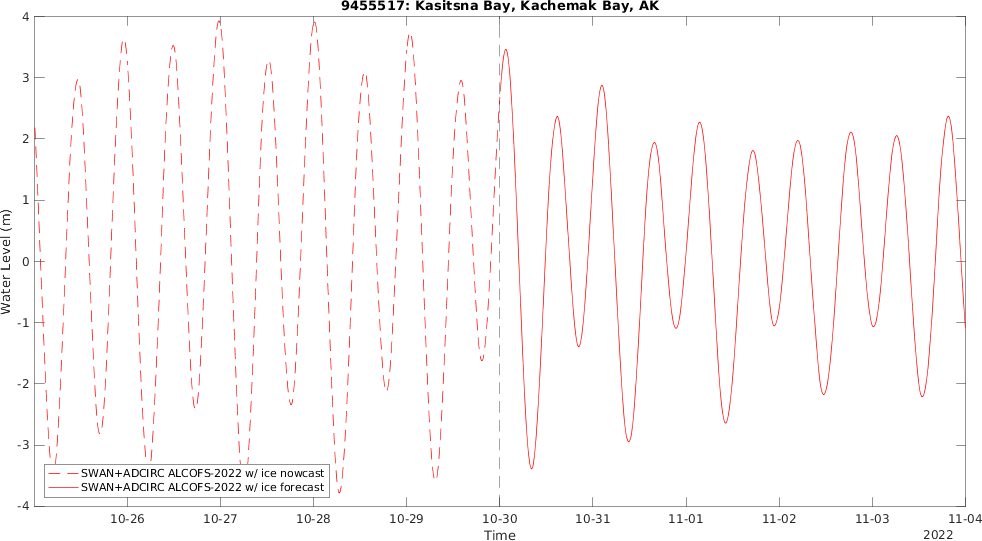 9455517: Kasitsna Bay, Kachemak Bay, AK
Water Level (m)
4
3
2
1
0
-1
-2
-3
-4
SWAN+ADCIRC ALCOFS-2022 w/ ice nowcast
SWAN+ADCIRC ALCOFS-2022 w/ ice forecast
10-26 10-27 10-28 10-29 10-30 10-31 11-01 11-02 11-03 11-04
Time
2022